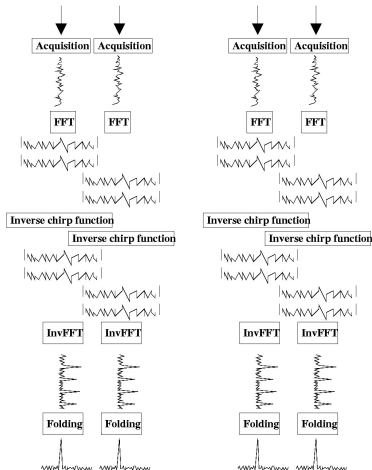 Acquisition Acquisition Acquisition Acquisition
FFT FFT FFT FFT
Inverse chirp function Inverse chirp function
Inverse chirp function Inverse chirp function
InvFFT InvFFT InvFFT InvFFT
Folding Folding Folding Folding